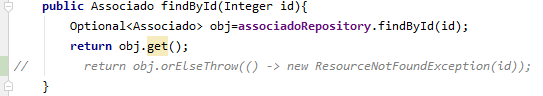 public Associado findById(Integer id){
Optional<Associado> obj=associadoRepository.findById(id);
return obj.get();
// return obj.orElseThrow(() -> new ResourceNotFoundException(id));
}